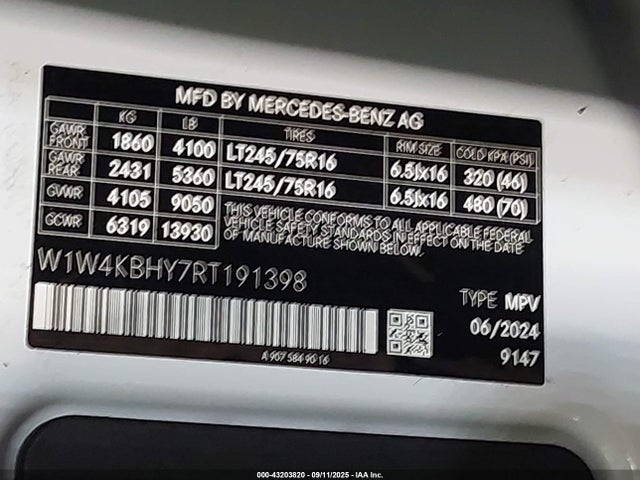 MFD BY MERCEDES-BENZ AG
KG LB TIRES RIM SIZE COLD KPA (PSI)
GAWR FRONT 1860 4100 LT245/75R16 6.5Jx16 320 (46)
GAWR REAR 2431 5360 LT245/75R16 6.5Jx16 480 (70)
GVWR 4105 9050
GCWR 6319 13930
THIS VEHICLE CONFORMS TO ALL APPLICABLE FEDERAL
VEHICLE SAFETY STANDARDS IN EFFECT ON THE DATE
OF MANUFACTURE SHOWN BELOW.
W1W4KBHY7RT191398
TYPE MPV
06/2024
9147
A 907 584 90 16
000-43203820 - 09/11/2025 - IAA Inc.